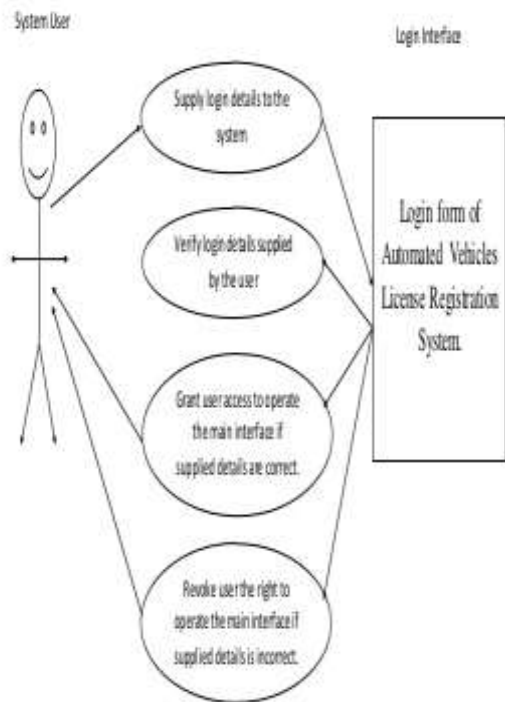 System User
Login Interface
Supply login details to the
system
Verify login details supplied
by the user
Grant user access to operate
the main interface if
supplied details are correct.
Revoke user the right to
operate the main interface if
supplied details is incorrect.
Login form of
Automated Vehicles
License Registration
System.